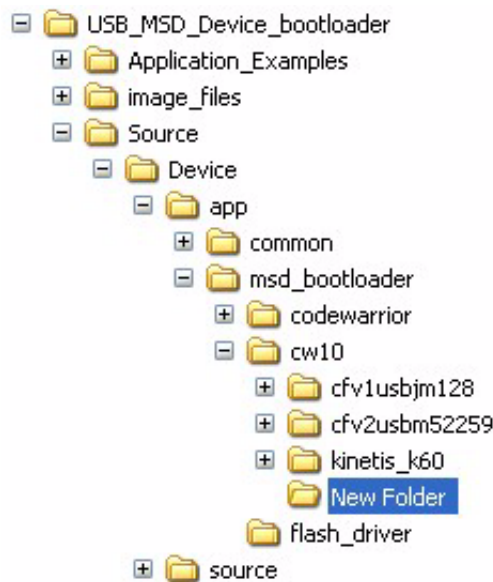 USB_MSD_Device_bootloader
Application_Examples
image_files
Source
Device
app
common
msd_bootloader
codewarrior
cw10
cfv1usbjm128
cfv2usbm52259
kinetis_k60
New Folder
flash_driver
source